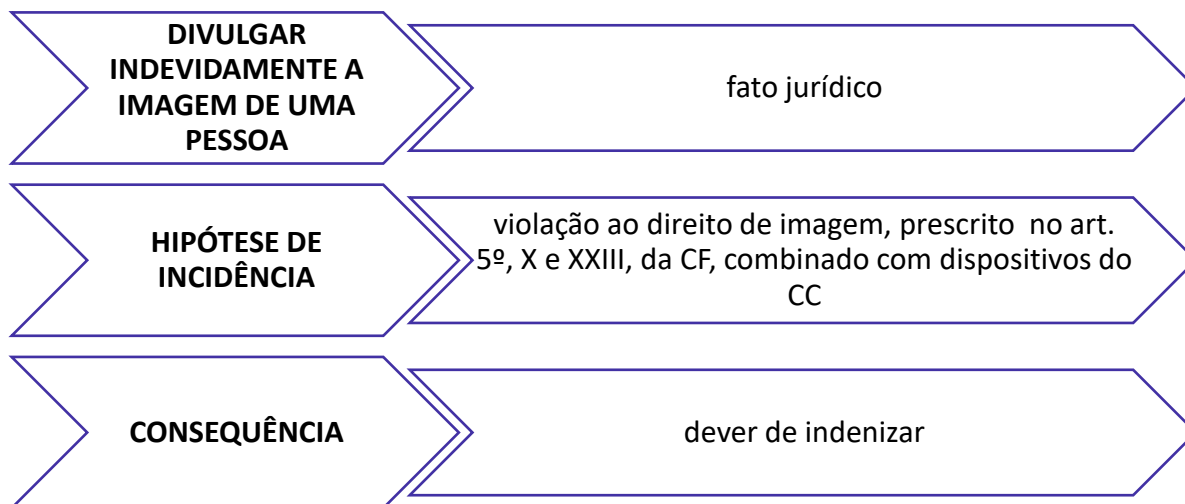 DIVULGAR
INDEVIDAMENTE A
IMAGEM DE UMA
PESSOA
fato jurídico
HIPÓTESE DE
INCIDÊNCIA
violação ao direito de imagem, prescrito no art.
5º, X e XXIII, da CF, combinado com dispositivos do
CC
CONSEQUÊNCIA
dever de indenizar